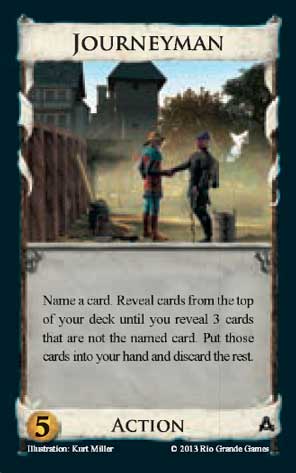 JOURNEYMAN
Name a card. Reveal cards from the top
of your deck until you reveal 3 cards
that are not the named card. Put those
cards into your hand and discard the rest.
5
ACTION
Illustration: Kurt Miller © 2013 Rio Grande Games